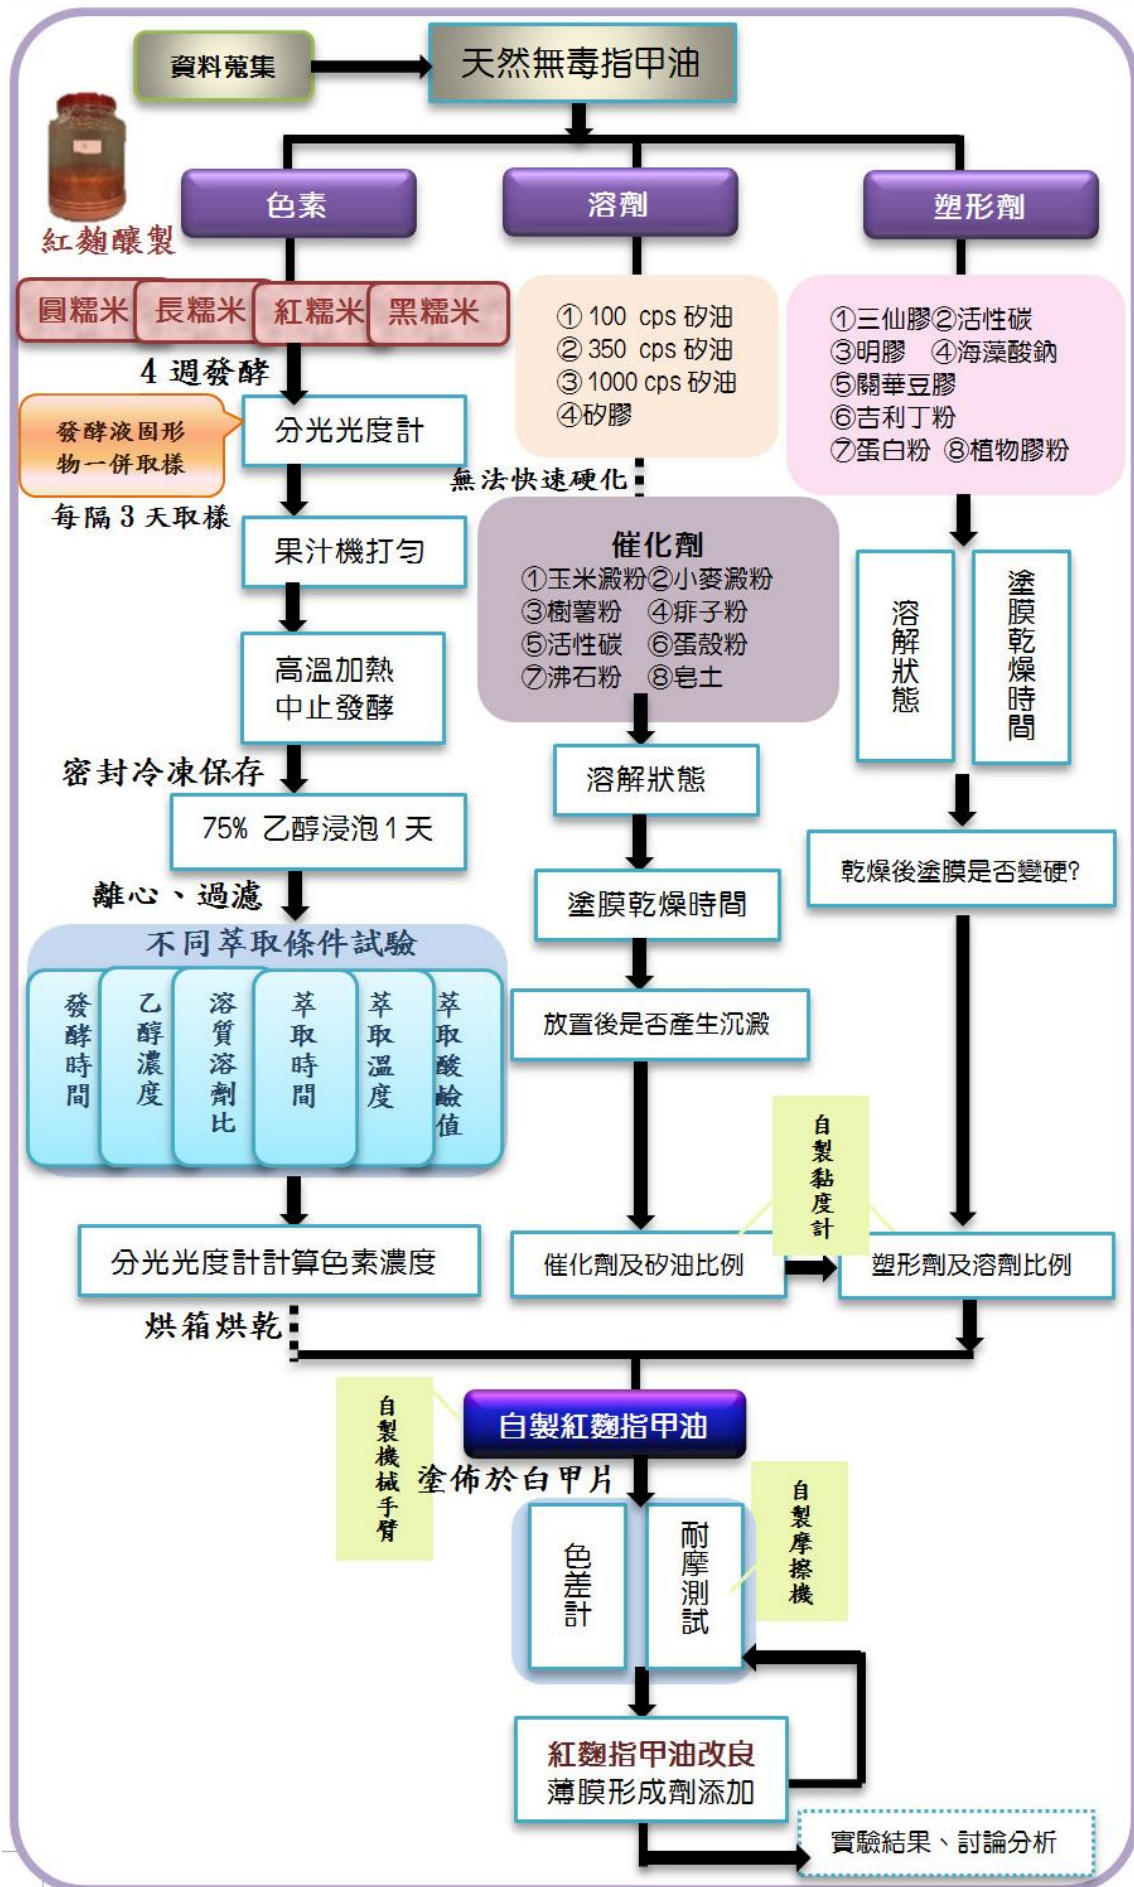 資料蒐集
天然無毒指甲油
色素
溶劑
塑形劑
紅麴釀製
圓糯米
長糯米
紅糯米
黑糯米
4 週發酵
發酵液固形
物一併取樣
分光光度計
每隔 3 天取樣
果汁機打勻
高溫加熱
中止發酵
密封冷凍保存
75% 乙醇浸泡 1 天
離心、過濾
不同萃取條件試驗
發酵時間
乙醇濃度
溶質溶劑比
萃取時間
萃取溫度
萃取酸鹼值
分光光度計計算色素濃度
烘箱烘乾
① 100 cps 矽油
② 350 cps 矽油
③ 1000 cps 矽油
④矽膠
無法快速硬化
催化劑
①玉米澱粉②小麥澱粉
③樹薯粉 ④痱子粉
⑤活性碳 ⑥蛋殼粉
⑦沸石粉 ⑧皂土
溶解狀態
塗膜乾燥時間
放置後是否產生沉澱
催化劑及矽油比例
①三仙膠②活性碳
③明膠 ④海藻酸鈉
⑤關華豆膠
⑥吉利丁粉
⑦蛋白粉 ⑧植物膠粉
溶解狀態
塗膜乾燥時間
乾燥後塗膜是否變硬?
自製黏度計
塑形劑及溶劑比例
自製紅麴指甲油
自製機械手臂
塗佈於白甲片
色差計
耐摩測試
自製摩擦機
紅麴指甲油改良
薄膜形成劑添加
實驗結果、討論分析